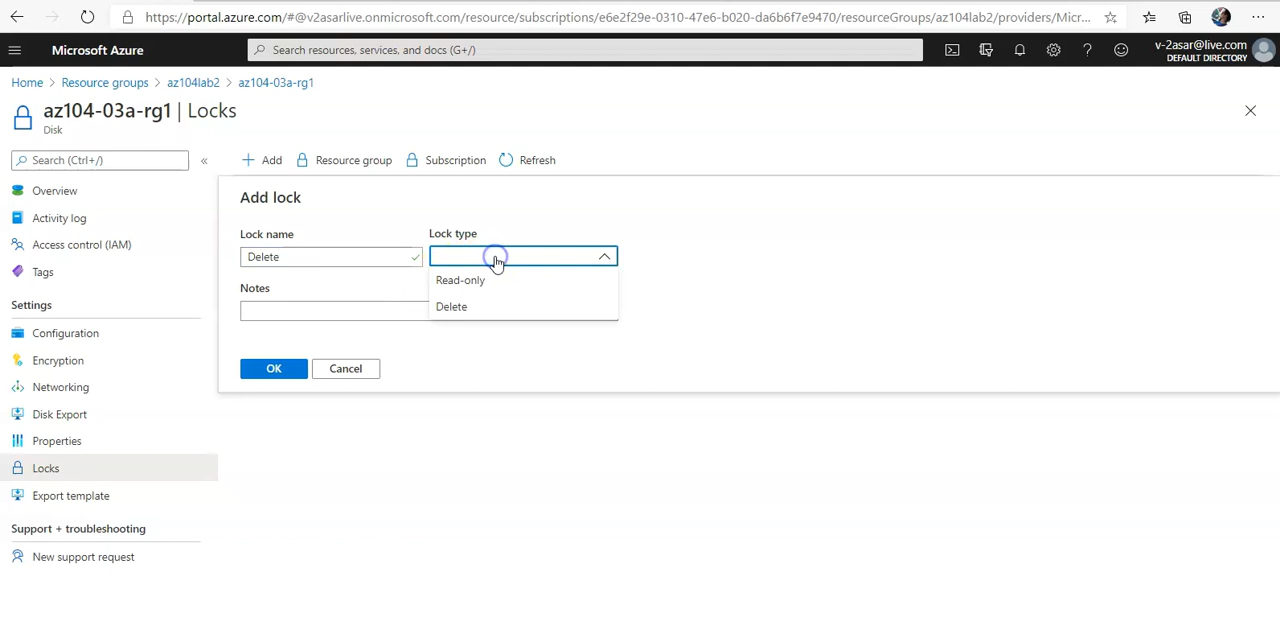 https://portal.azure.com/#@v2asarlive.onmicrosoft.com/resource/subscriptions/e6e2f29e-0310-47e6-b020-da6b6f7e9470/resourceGroups/az104lab2/providers/Micr...
Microsoft Azure
Search resources, services, and docs (G+/)
v-2asar@live.com
DEFAULT DIRECTORY
Home > Resource groups > az104lab2 > az104-03a-rg1
az104-03a-rg1 | Locks
Disk
Search (Ctrl+/)
«
Add
Resource group
Subscription
Refresh
Overview
Activity log
Access control (IAM)
Tags
Settings
Configuration
Encryption
Networking
Disk Export
Properties
Locks
Export template
Support + troubleshooting
New support request
Add lock
Lock name
Lock type
Delete
Read-only
Delete
Notes
OK
Cancel